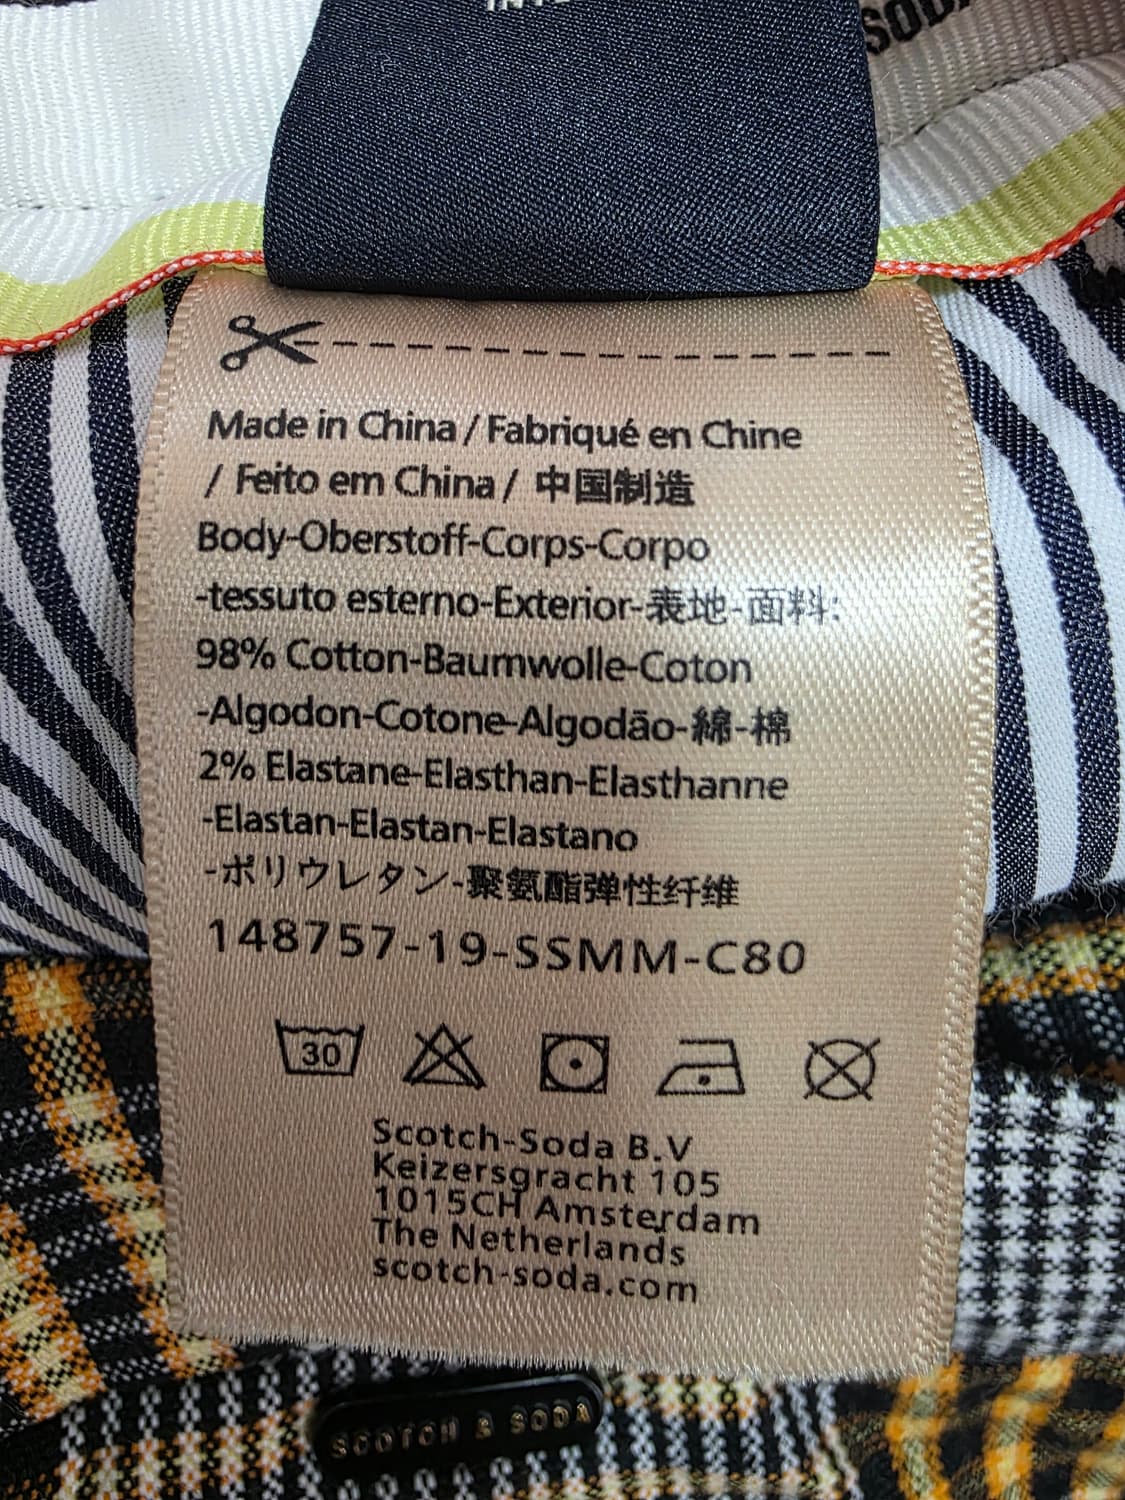 SODA
Made in China / Fabriqué en Chine
/ Feito em China / 中国制造
Body-Oberstoff-Corps-Corpo
-tessuto esterno-Exterior-表地-面料:
98% Cotton-Baumwolle-Coton
-Algodon-Cotone-Algodão-綿-棉
2% Elastane-Elasthan-Elasthanne
-Elastan-Elastan-Elastano
-ポリウレタン-聚氨酯弹性纤维
148757-19-SSMM-C80
30
Scotch-Soda B.V
Keizersgracht 105
1015CH Amsterdam
The Netherlands
scotch-soda.com
SCOTCH & SODA